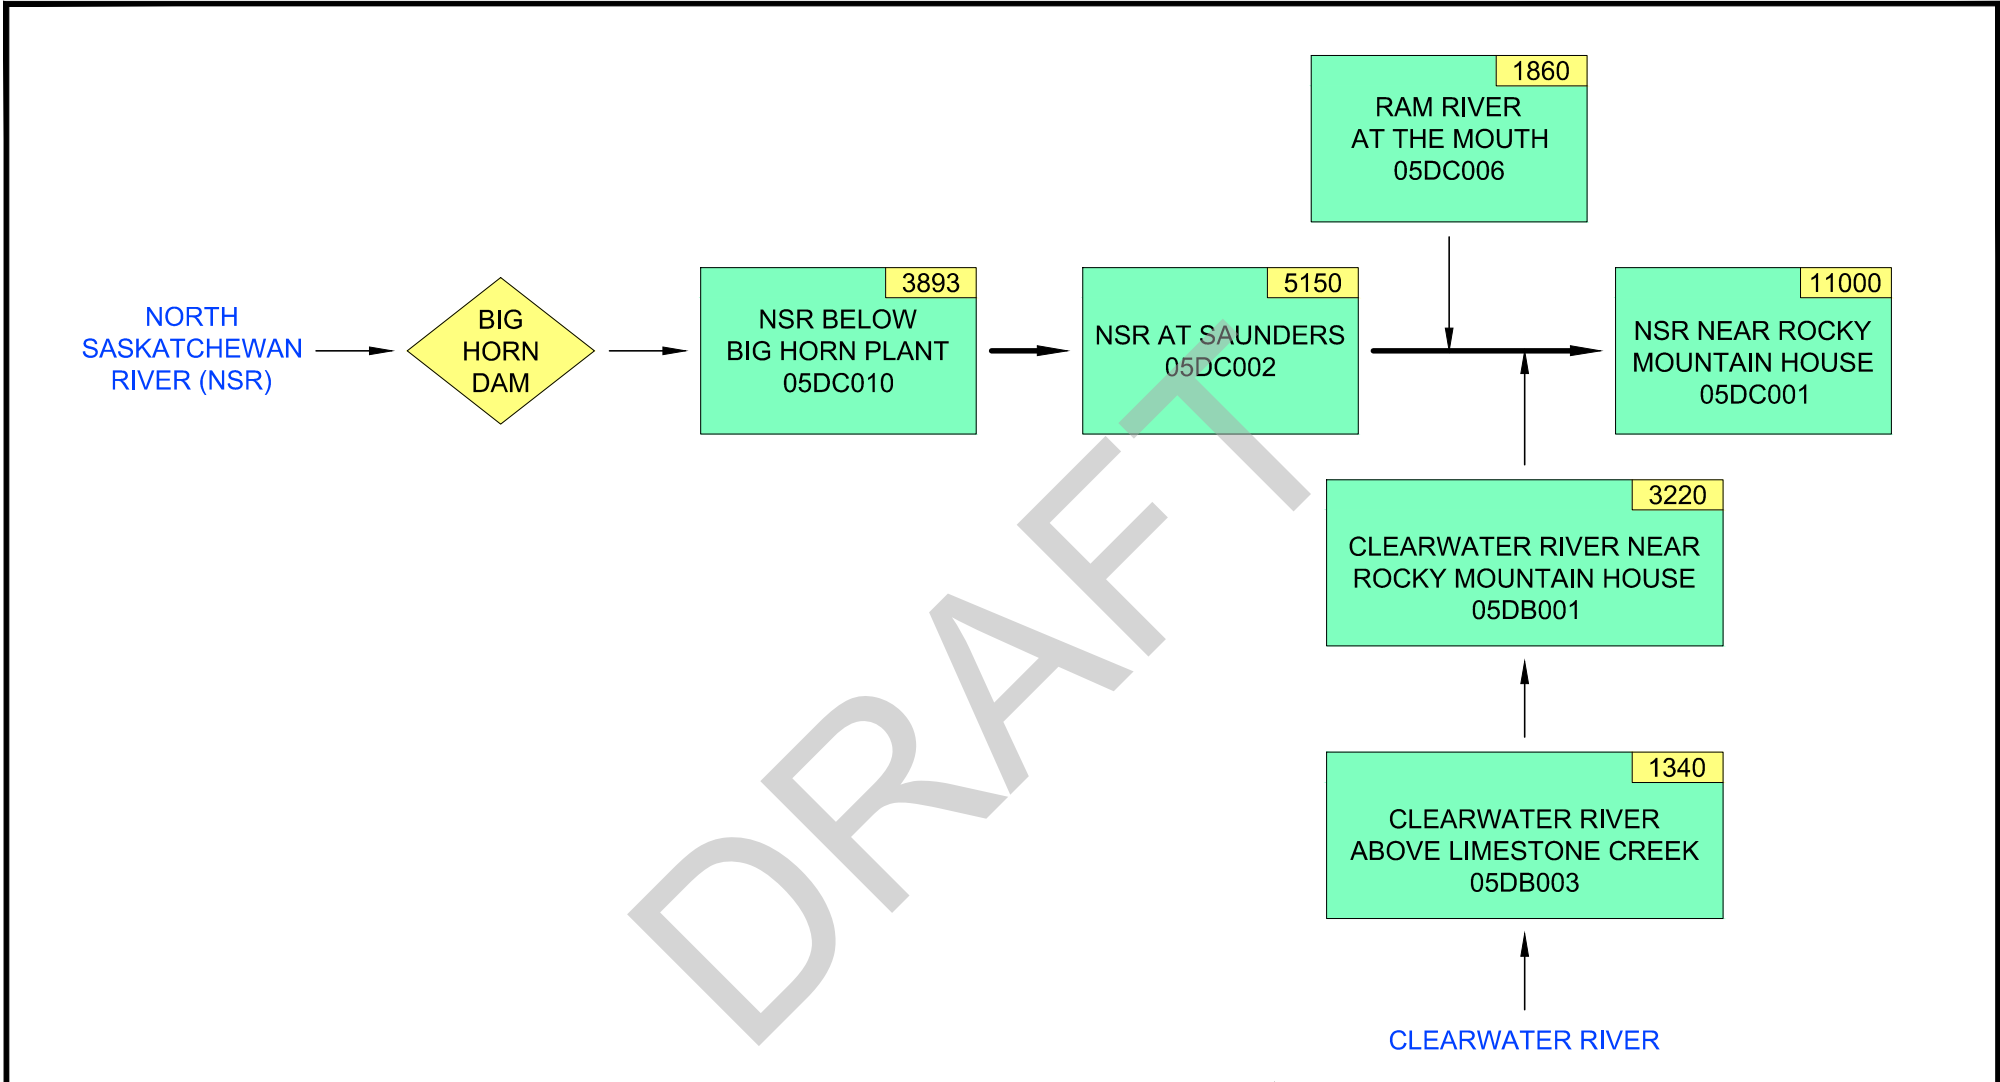 1860
RAM RIVER
AT THE MOUTH
05DC006
NORTH
SASKATCHEWAN
RIVER (NSR)
BIG
HORN
DAM
3893
NSR BELOW
BIG HORN PLANT
05DC010
5150
NSR AT SAUNDERS
05DC002
11000
NSR NEAR ROCKY
MOUNTAIN HOUSE
05DC001
3220
CLEARWATER RIVER NEAR
ROCKY MOUNTAIN HOUSE
05DB001
1340
CLEARWATER RIVER
ABOVE LIMESTONE CREEK
05DB003
CLEARWATER RIVER
DRAFT